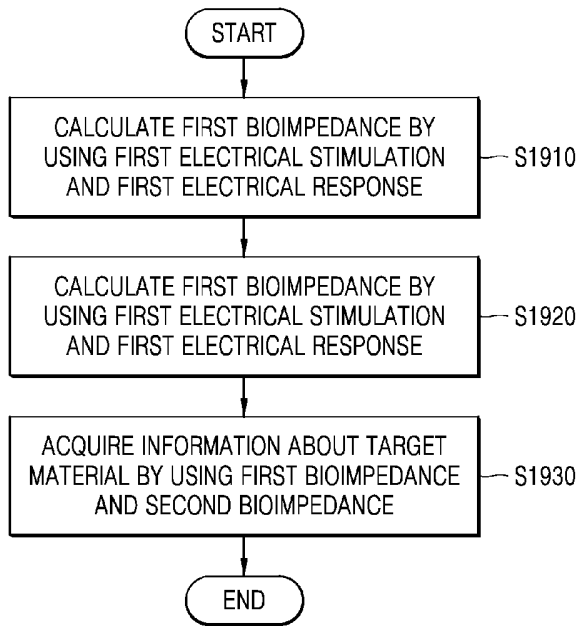 START
CALCULATE FIRST BIOIMPEDANCE BY
USING FIRST ELECTRICAL STIMULATION
AND FIRST ELECTRICAL RESPONSE
S1910
CALCULATE FIRST BIOIMPEDANCE BY
USING FIRST ELECTRICAL STIMULATION
AND FIRST ELECTRICAL RESPONSE
S1920
ACQUIRE INFORMATION ABOUT TARGET
MATERIAL BY USING FIRST BIOIMPEDANCE
AND SECOND BIOIMPEDANCE
S1930
END